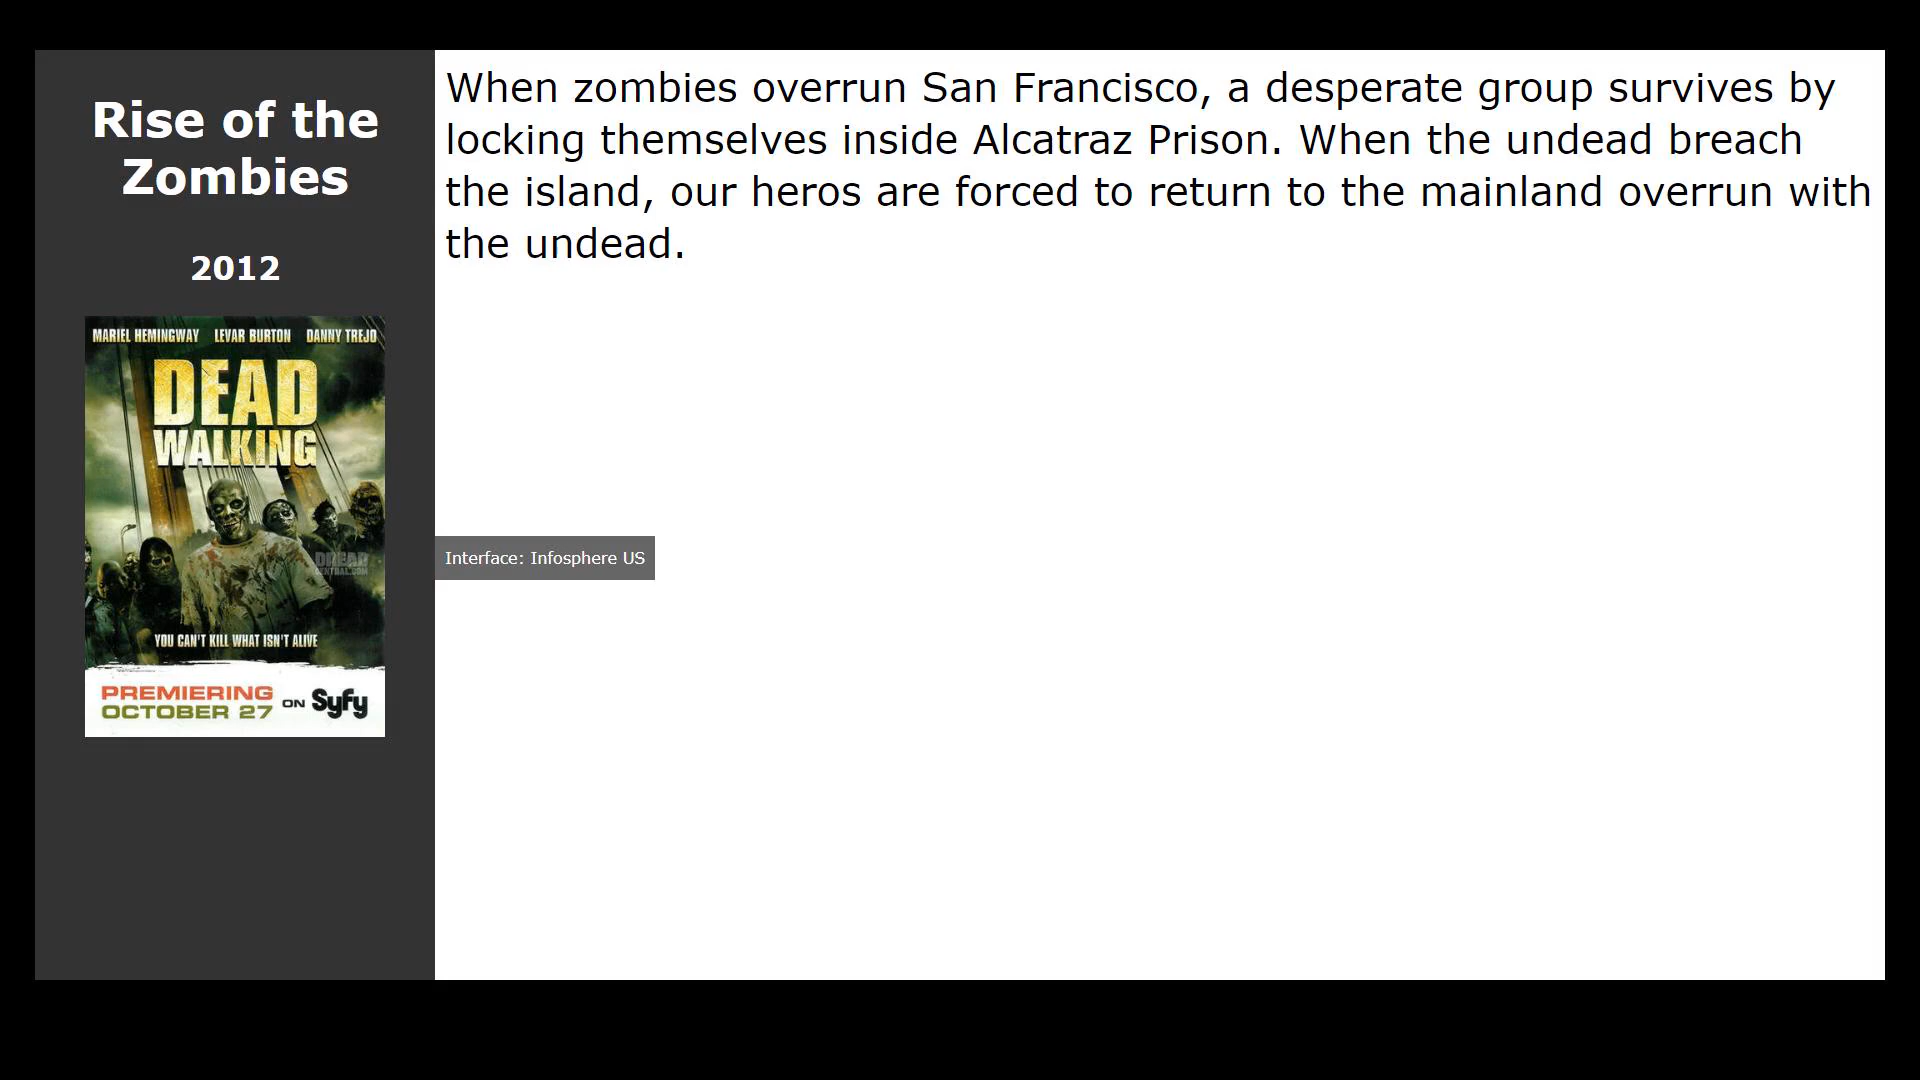 Rise of the
Zombies
2012
MARIEL HEMINGWAY LEVAR BURTON DANNY TREJO
DEAD
WALKING
DREAD
CENTRAL.COM
YOU CAN'T KILL WHAT ISN'T ALIVE
PREMIERING
OCTOBER 27 ON Syfy
When zombies overrun San Francisco, a desperate group survives by
locking themselves inside Alcatraz Prison. When the undead breach
the island, our heros are forced to return to the mainland overrun with
the undead.
Interface: Infosphere US